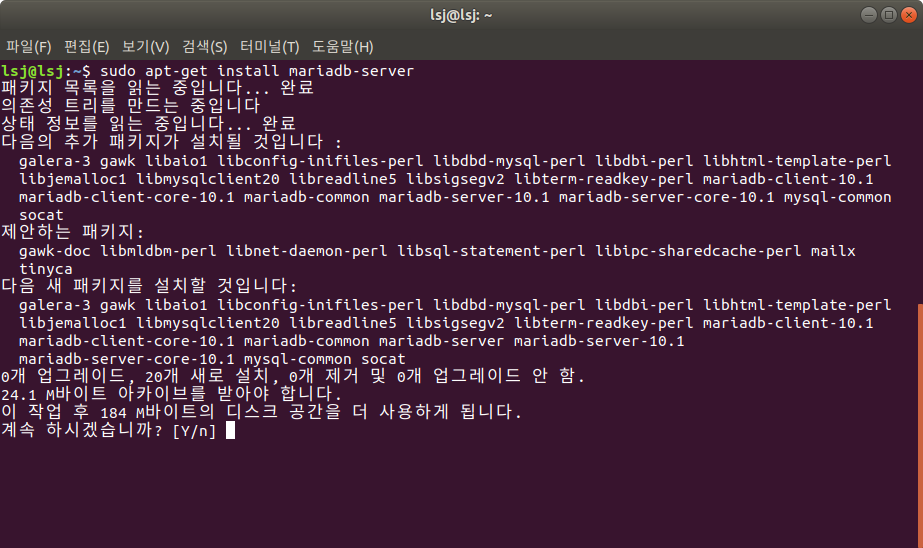 lsj@lsj: ~
파일(F) 편집(E) 보기(V) 검색(S) 터미널(T) 도움말(H)
lsj@lsj:~$ sudo apt-get install mariadb-server
패키지 목록을 읽는 중입니다... 완료
의존성 트리를 만드는 중입니다
상태 정보를 읽는 중입니다... 완료
다음의 추가 패키지가 설치될 것입니다 :
  galera-3 gawk libaio1 libconfig-inifiles-perl libdbd-mysql-perl libdbi-perl libhtml-template-perl
  libjemalloc1 libmysqlclient20 libreadline5 libsigsegv2 libterm-readkey-perl mariadb-client-10.1
  mariadb-client-core-10.1 mariadb-common mariadb-server-10.1 mariadb-server-core-10.1 mysql-common
  socat
제안하는 패키지:
  gawk-doc libmldbm-perl libnet-daemon-perl libsql-statement-perl libipc-sharedcache-perl mailx
  tinyca
다음 새 패키지를 설치할 것입니다:
  galera-3 gawk libaio1 libconfig-inifiles-perl libdbd-mysql-perl libdbi-perl libhtml-template-perl
  libjemalloc1 libmysqlclient20 libreadline5 libsigsegv2 libterm-readkey-perl mariadb-client-10.1
  mariadb-client-core-10.1 mariadb-common mariadb-server mariadb-server-10.1
  mariadb-server-core-10.1 mysql-common socat
0개 업그레이드, 20개 새로 설치, 0개 제거 및 0개 업그레이드 안 함.
24.1 M바이트 아카이브를 받아야 합니다.
이 작업 후 184 M바이트의 디스크 공간을 더 사용하게 됩니다.
계속 하시겠습니까? [Y/n]